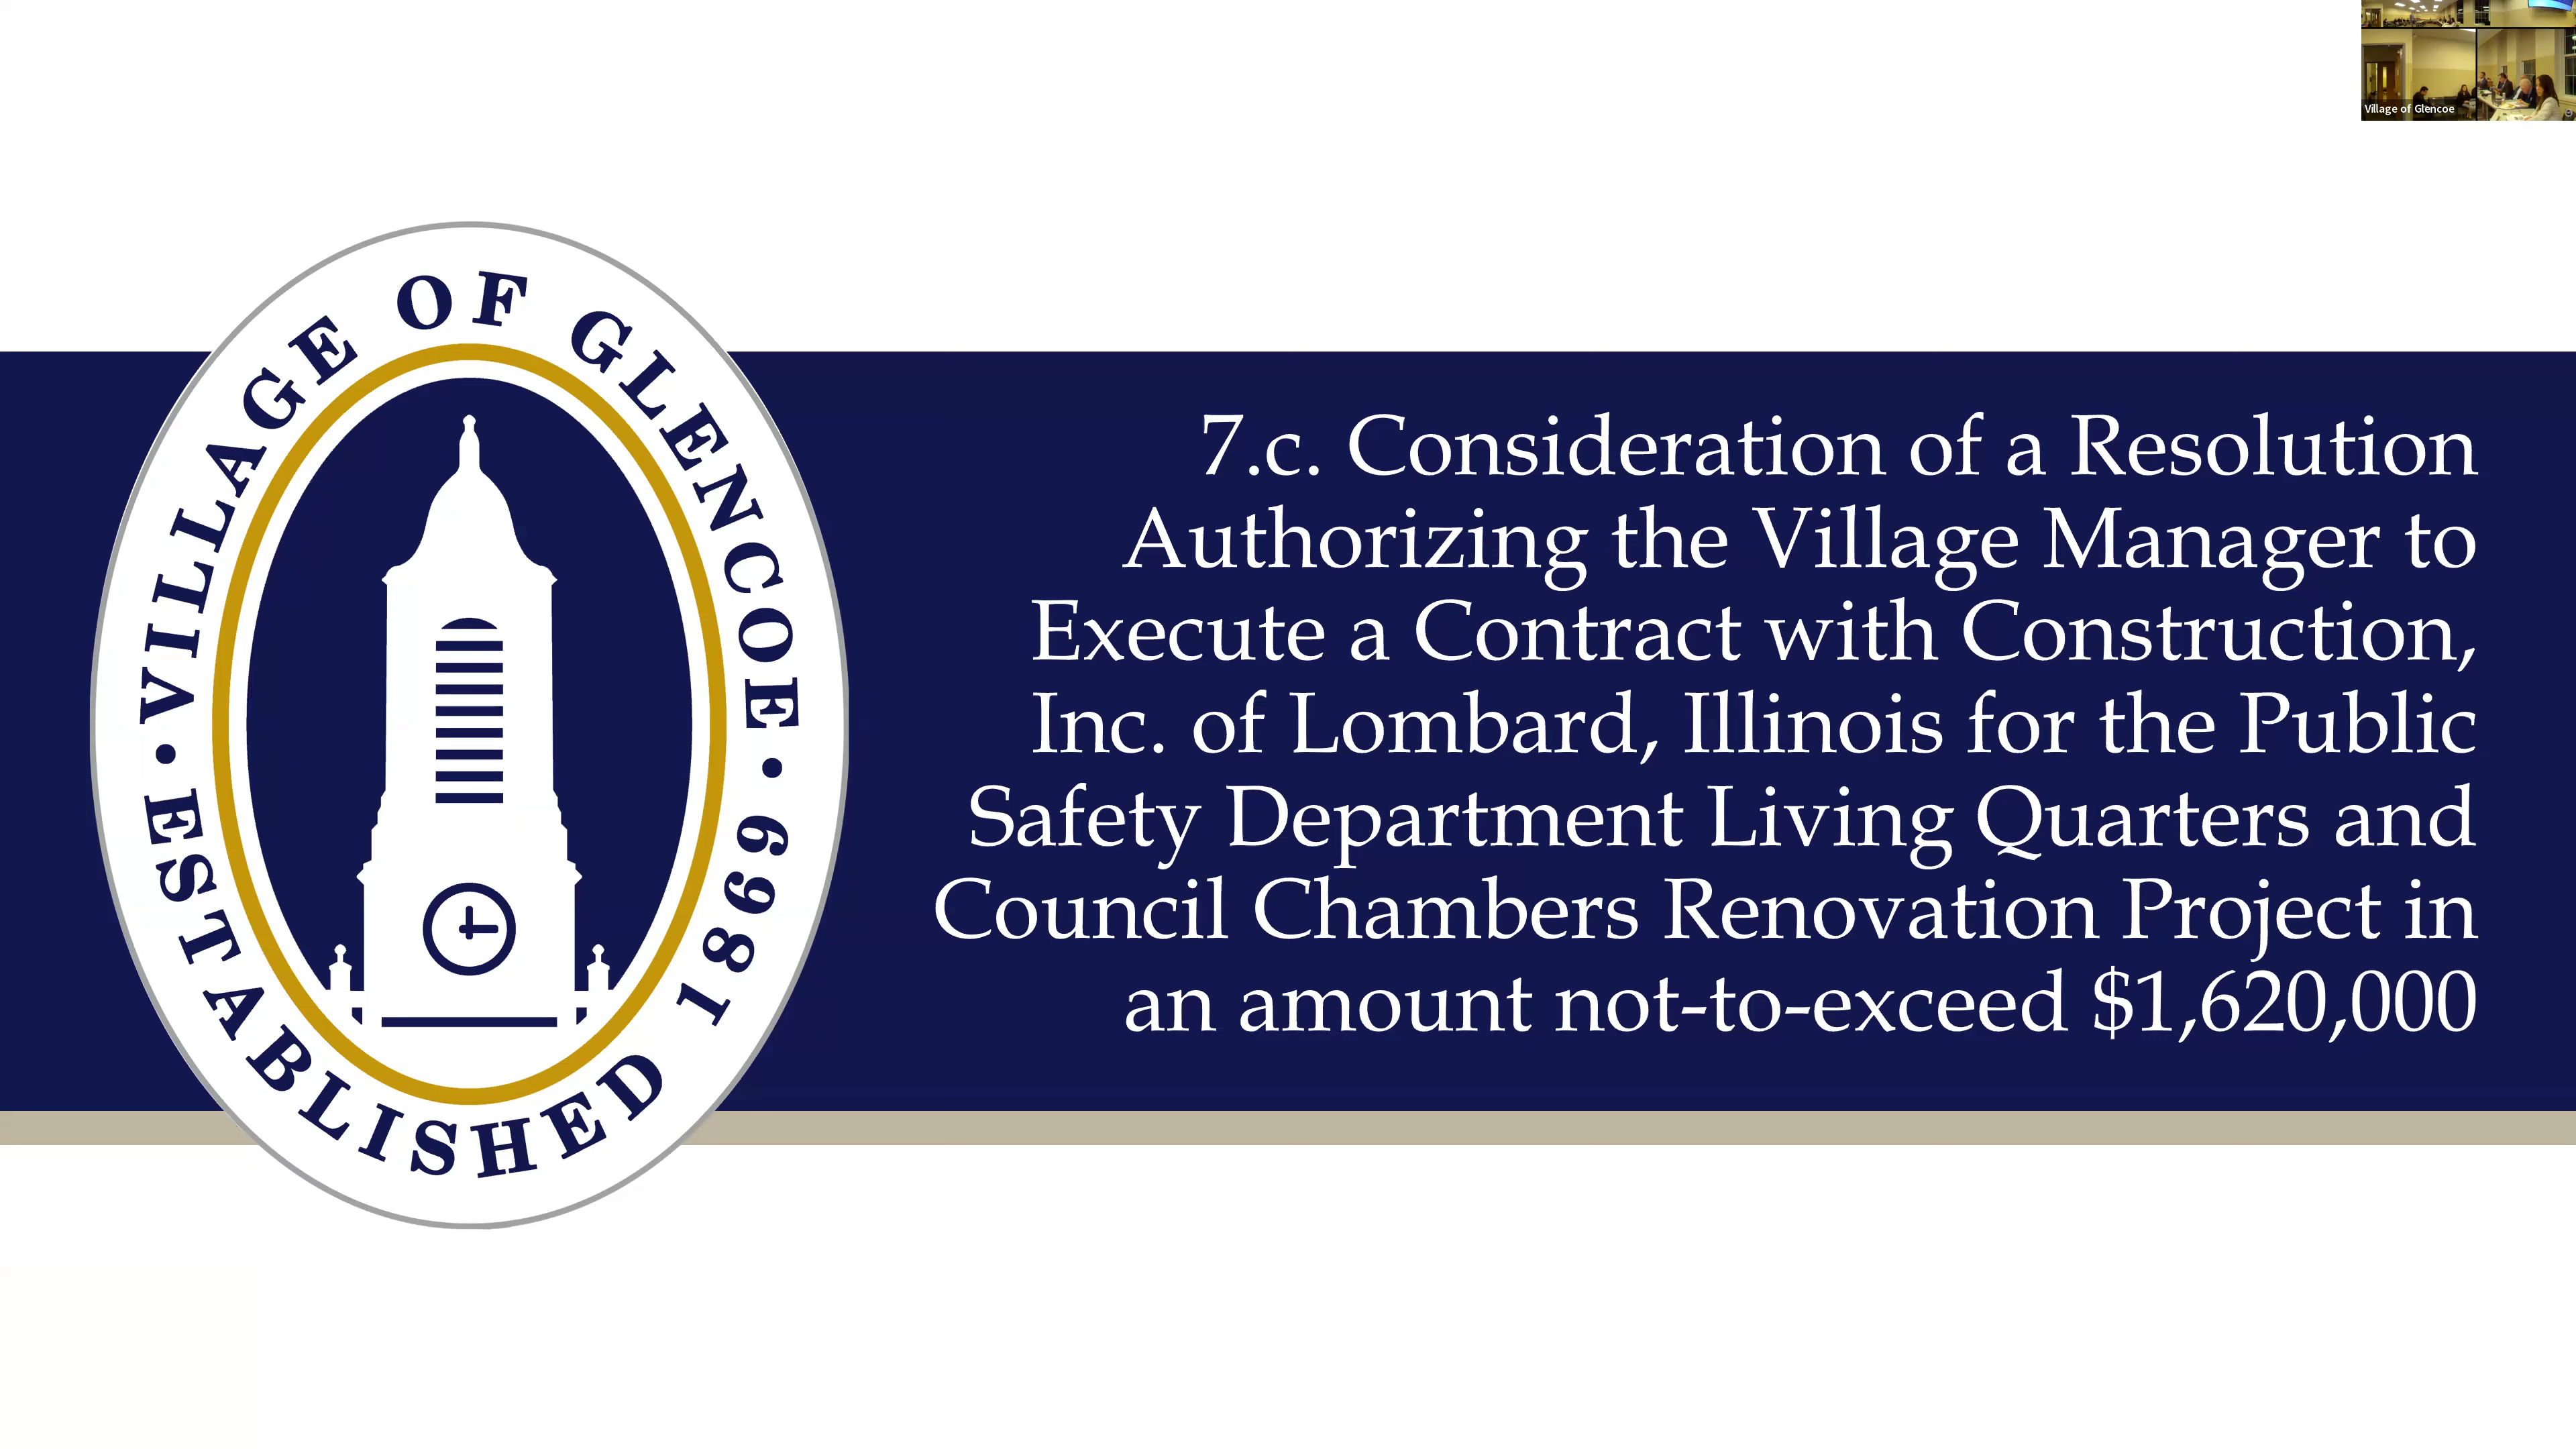 Village of Glencoe
VILLAGE OF GLENCOE
ESTABLISHED 1869
7.c. Consideration of a Resolution
Authorizing the Village Manager to
Execute a Contract with Construction,
Inc. of Lombard, Illinois for the Public
Safety Department Living Quarters and
Council Chambers Renovation Project in
an amount not-to-exceed $1,620,000